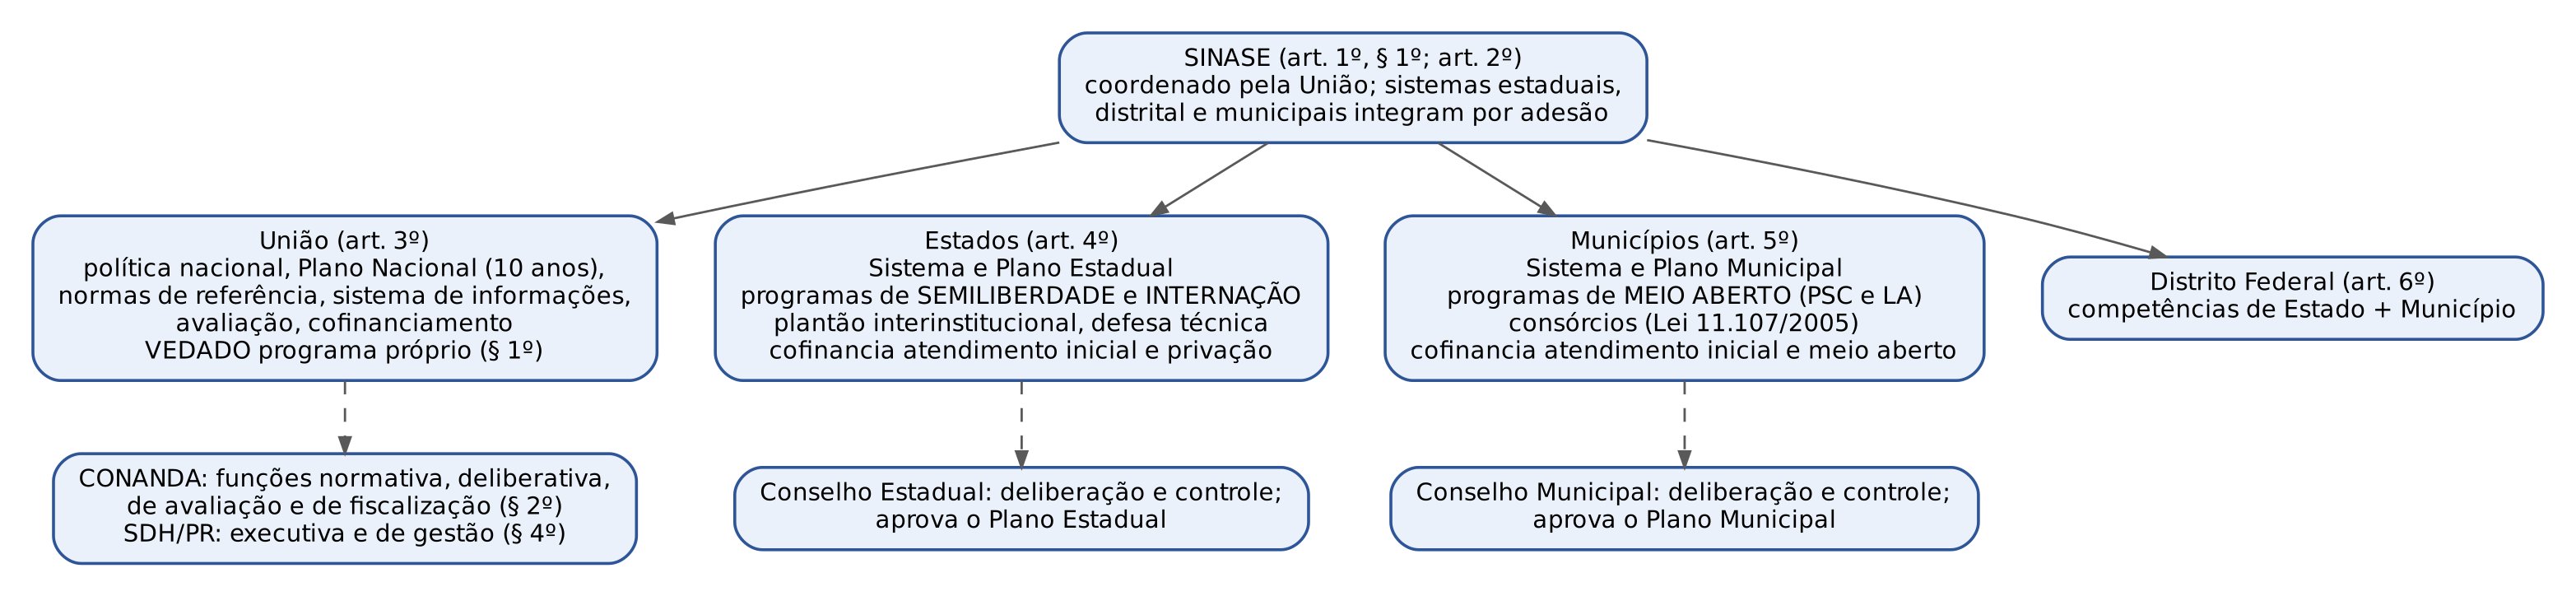 SINASE (art. 1º, § 1º; art. 2º)
coordenado pela União; sistemas estaduais,
distrital e municipais integram por adesão
União (art. 3º)
política nacional, Plano Nacional (10 anos),
normas de referência, sistema de informações,
avaliação, cofinanciamento
VEDADO programa próprio (§ 1º)
Estados (art. 4º)
Sistema e Plano Estadual
programas de SEMILIBERDADE e INTERNAÇÃO
plantão interinstitucional, defesa técnica
cofinancia atendimento inicial e privação
Municípios (art. 5º)
Sistema e Plano Municipal
programas de MEIO ABERTO (PSC e LA)
consórcios (Lei 11.107/2005)
cofinancia atendimento inicial e meio aberto
Distrito Federal (art. 6º)
competências de Estado + Município
CONANDA: funções normativa, deliberativa,
de avaliação e de fiscalização (§ 2º)
SDH/PR: executiva e de gestão (§ 4º)
Conselho Estadual: deliberação e controle;
aprova o Plano Estadual
Conselho Municipal: deliberação e controle;
aprova o Plano Municipal